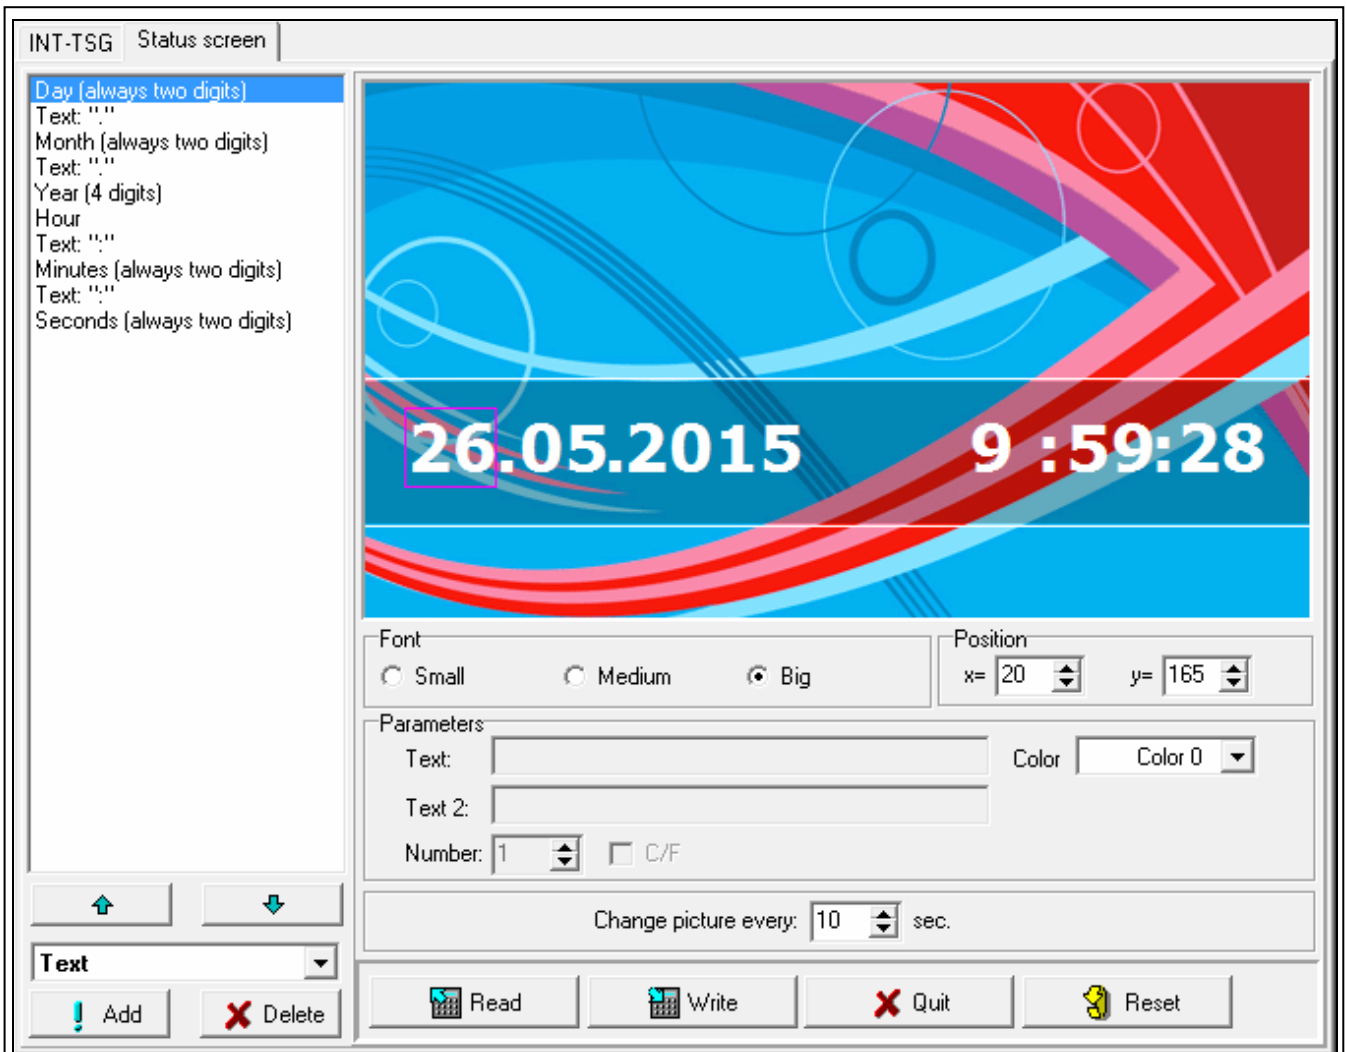 INT-TSG Status screen
Day (always two digits)
Text: "."
Month (always two digits)
Text: "."
Year (4 digits)
Hour
Text: ":"
Minutes (always two digits)
Text: ":"
Seconds (always two digits)
26.05.2015 9 :59:28
Font
Small Medium Big
Position
x= 20 y= 165
Parameters
Text: Color Color 0
Text 2:
Number: 1 C/F
Change picture every: 10 sec.
Text
Add Delete
Read Write Quit Reset